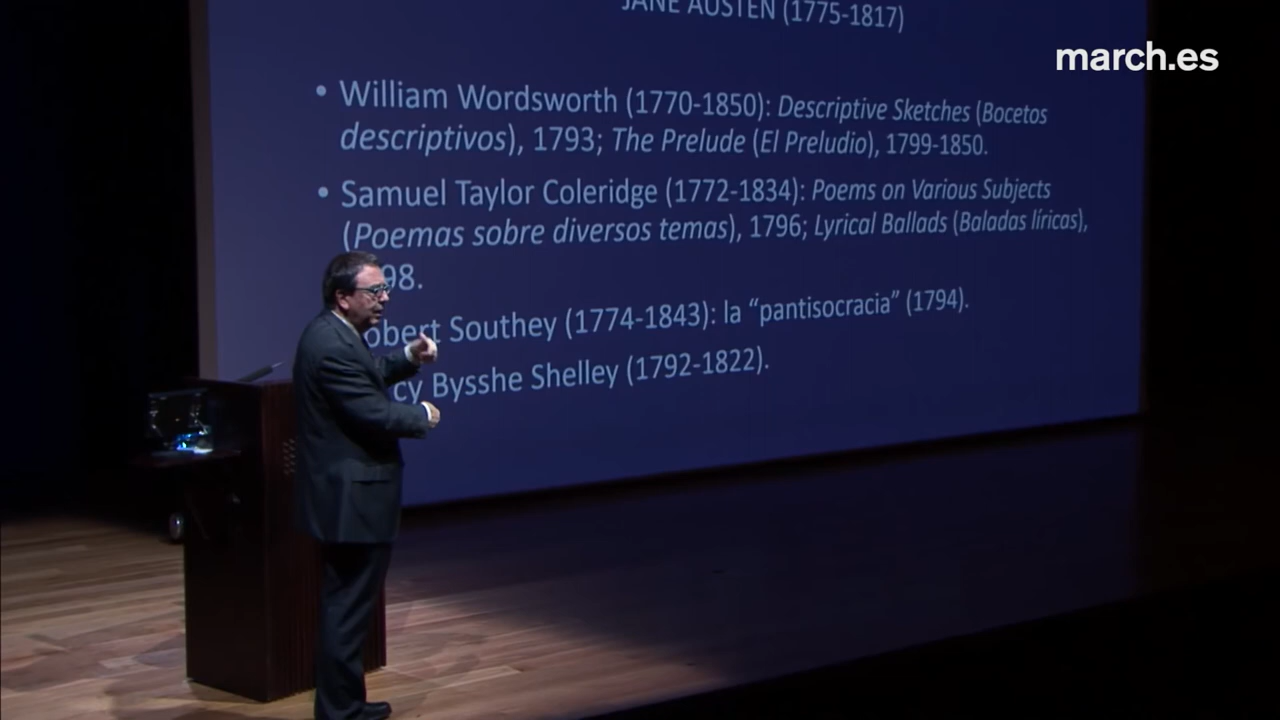 JANE AUSTEN (1775-1817)
march.es
• William Wordsworth (1770-1850): Descriptive Sketches (Bocetos
descriptivos), 1793; The Prelude (El Preludio), 1799-1850.
• Samuel Taylor Coleridge (1772-1834): Poems on Various Subjects
(Poemas sobre diversos temas), 1796; Lyrical Ballads (Baladas líricas),
98.
obert Southey (1774-1843): la “pantisocracia” (1794).
cy Bysshe Shelley (1792-1822).